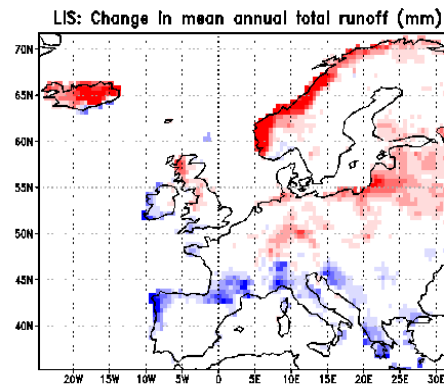 LIS: Change in mean annual total runoff (mm)
70N
65N
60N
55N
50N
45N
40N
20W 15W 10W 5W 0 5E 10E 15E 20E 25E 30E